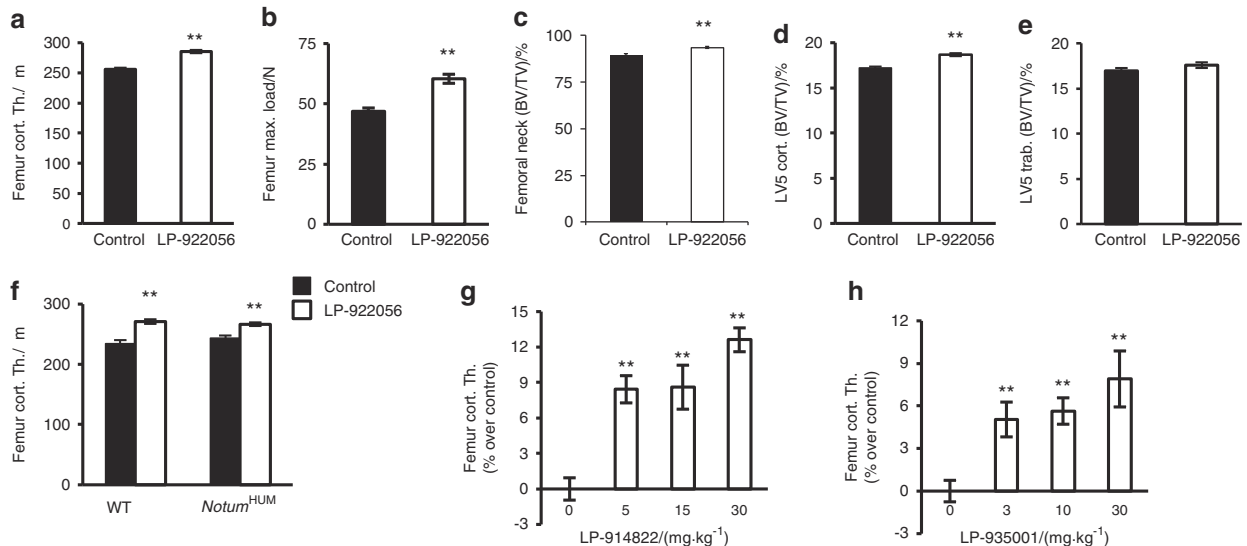 a
Femur cort. Th./ m
300
250
200
150
100
50
0
**
Control LP-922056
b
Femur max. load/N
75
50
25
0
**
Control LP-922056
c
Femoral neck (BV/TV)/%
100
75
50
25
0
**
Control LP-922056
d
LV5 cort. (BV/TV)/%
20
15
10
5
0
**
Control LP-922056
e
LV5 trab. (BV/TV)/%
20
15
10
5
0
Control LP-922056
f
Femur cort. Th./ m
300
200
100
0
** **
WT Notum^HUM
Control
LP-922056
g
Femur cort. Th.
(% over control)
15
12
9
6
3
0
-3
** ** **
0 5 15 30
LP-914822/(mg·kg⁻¹)
h
Femur cort. Th.
(% over control)
12
9
6
3
0
-3
** ** **
0 3 10 30
LP-935001/(mg·kg⁻¹)